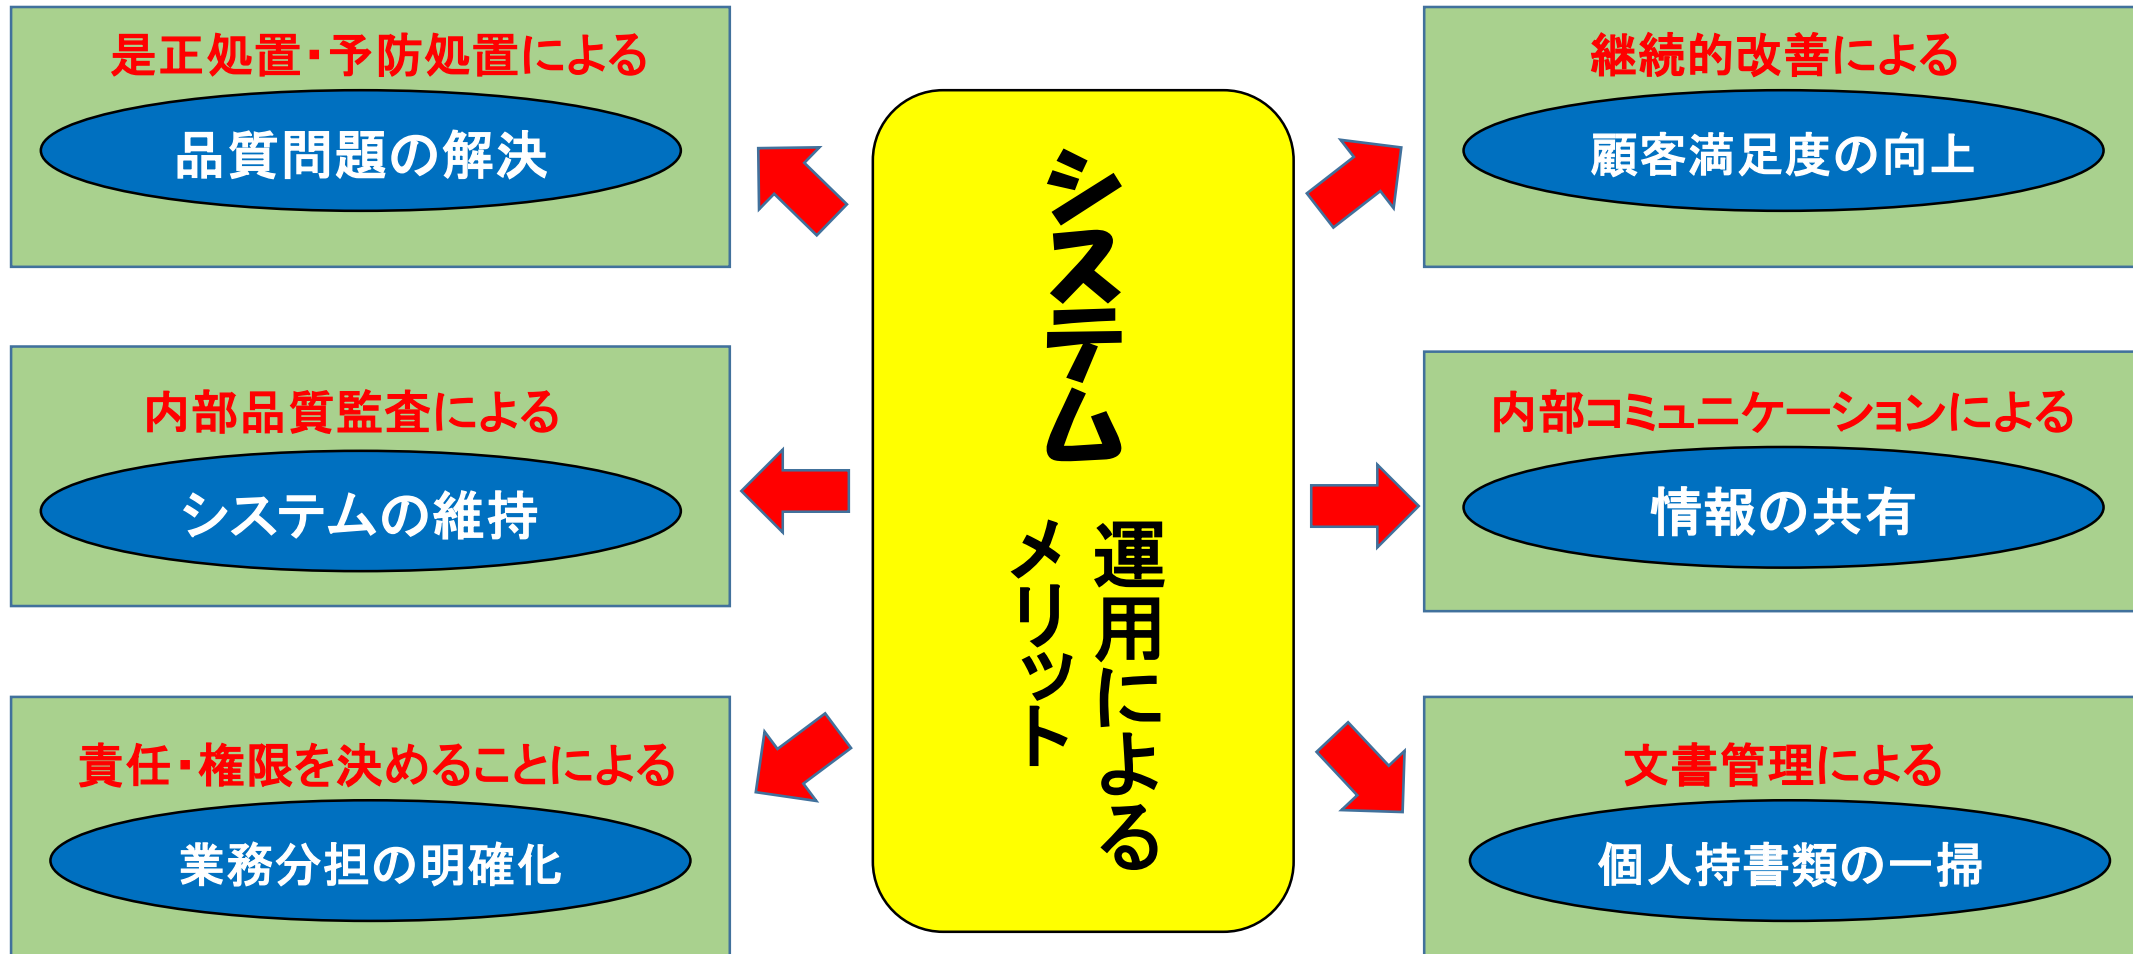 是正処置・予防処置による
品質問題の解決
内部品質監査による
システムの維持
責任・権限を決めることによる
業務分担の明確化
システム
運用による
メリット
継続的改善による
顧客満足度の向上
内部コミュニケーションによる
情報の共有
文書管理による
個人持書類の一掃